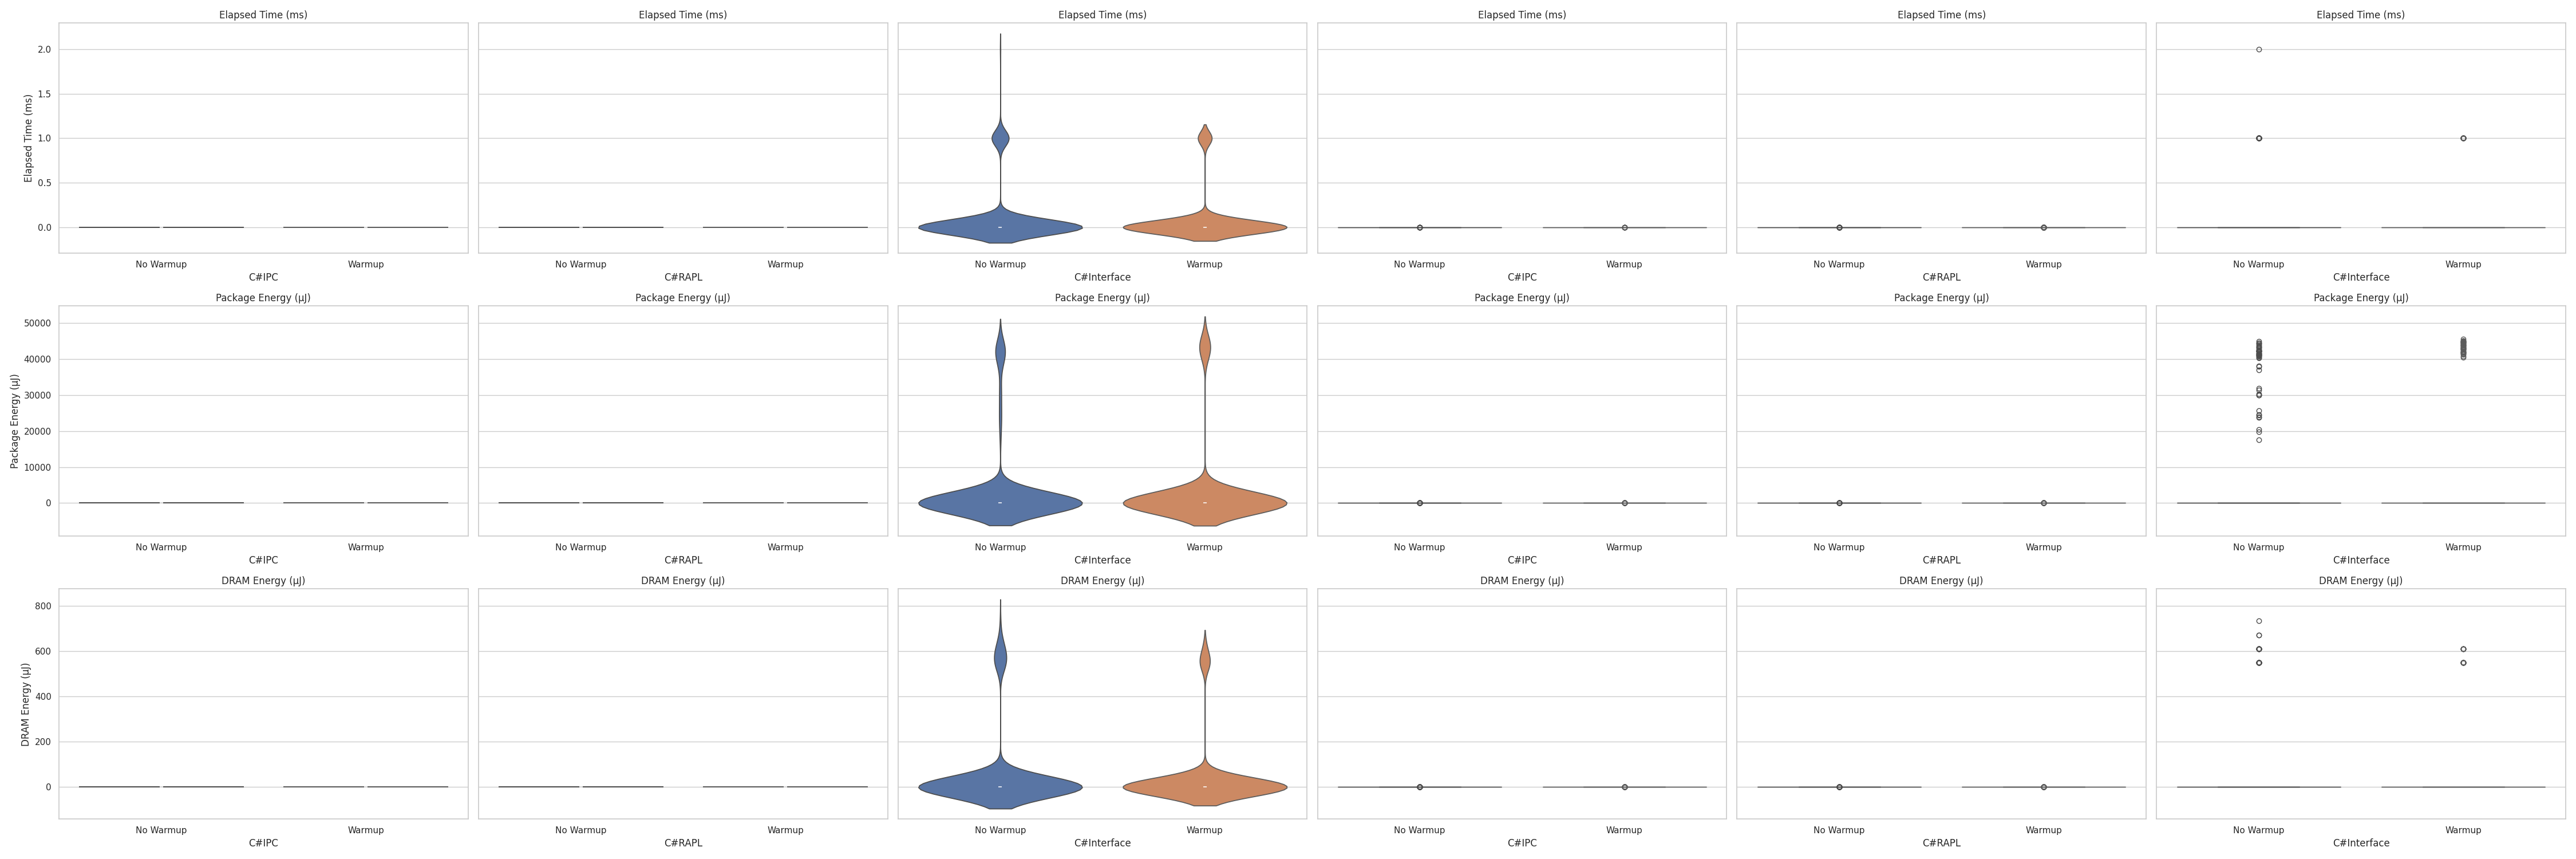 Elapsed Time (ms) Elapsed Time (ms) Elapsed Time (ms) Elapsed Time (ms) Elapsed Time (ms) Elapsed Time (ms)
Elapsed Time (ms)
2.0
1.5
1.0
0.5
0.0
No Warmup Warmup No Warmup Warmup No Warmup Warmup No Warmup Warmup No Warmup Warmup No Warmup Warmup
C#IPC C#RAPL C#Interface C#IPC C#RAPL C#Interface
Package Energy (µJ) Package Energy (µJ) Package Energy (µJ) Package Energy (µJ) Package Energy (µJ) Package Energy (µJ)
Package Energy (µJ)
50000
40000
30000
20000
10000
0
No Warmup Warmup No Warmup Warmup No Warmup Warmup No Warmup Warmup No Warmup Warmup No Warmup Warmup
C#IPC C#RAPL C#Interface C#IPC C#RAPL C#Interface
DRAM Energy (µJ) DRAM Energy (µJ) DRAM Energy (µJ) DRAM Energy (µJ) DRAM Energy (µJ) DRAM Energy (µJ)
DRAM Energy (µJ)
800
600
400
200
0
No Warmup Warmup No Warmup Warmup No Warmup Warmup No Warmup Warmup No Warmup Warmup No Warmup Warmup
C#IPC C#RAPL C#Interface C#IPC C#RAPL C#Interface